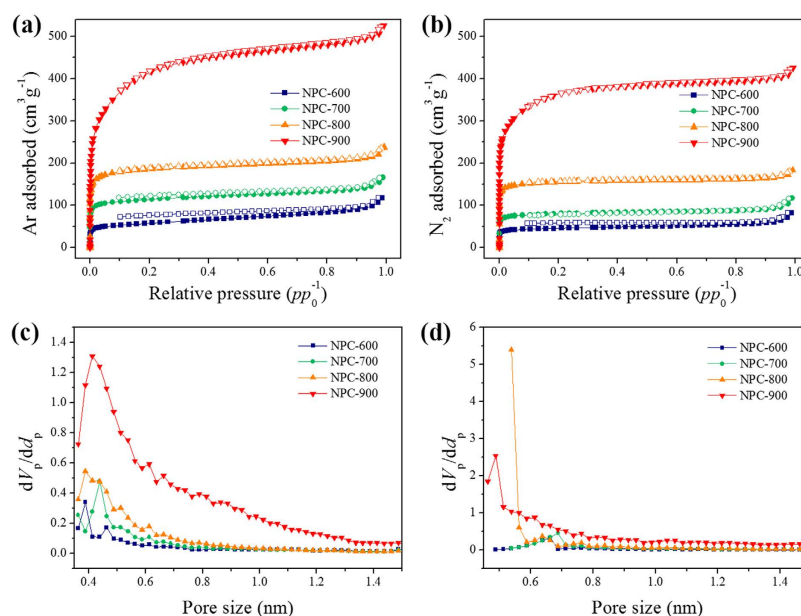 (a)
500
400
300
200
100
0
Ar adsorbed (cm³ g⁻¹)
NPC-600
NPC-700
NPC-800
NPC-900
0.0 0.2 0.4 0.6 0.8 1.0
Relative pressure (pp₀⁻¹)
(b)
500
400
300
200
100
0
N₂ adsorbed (cm³ g⁻¹)
NPC-600
NPC-700
NPC-800
NPC-900
0.0 0.2 0.4 0.6 0.8 1.0
Relative pressure (pp₀⁻¹)
(c)
1.4
1.2
1.0
0.8
0.6
0.4
0.2
0.0
dVₚ/ddₚ
NPC-600
NPC-700
NPC-800
NPC-900
0.4 0.6 0.8 1.0 1.2 1.4
Pore size (nm)
(d)
6
5
4
3
2
1
0
dVₚ/ddₚ
NPC-600
NPC-700
NPC-800
NPC-900
0.6 0.8 1.0 1.2 1.4
Pore size (nm)